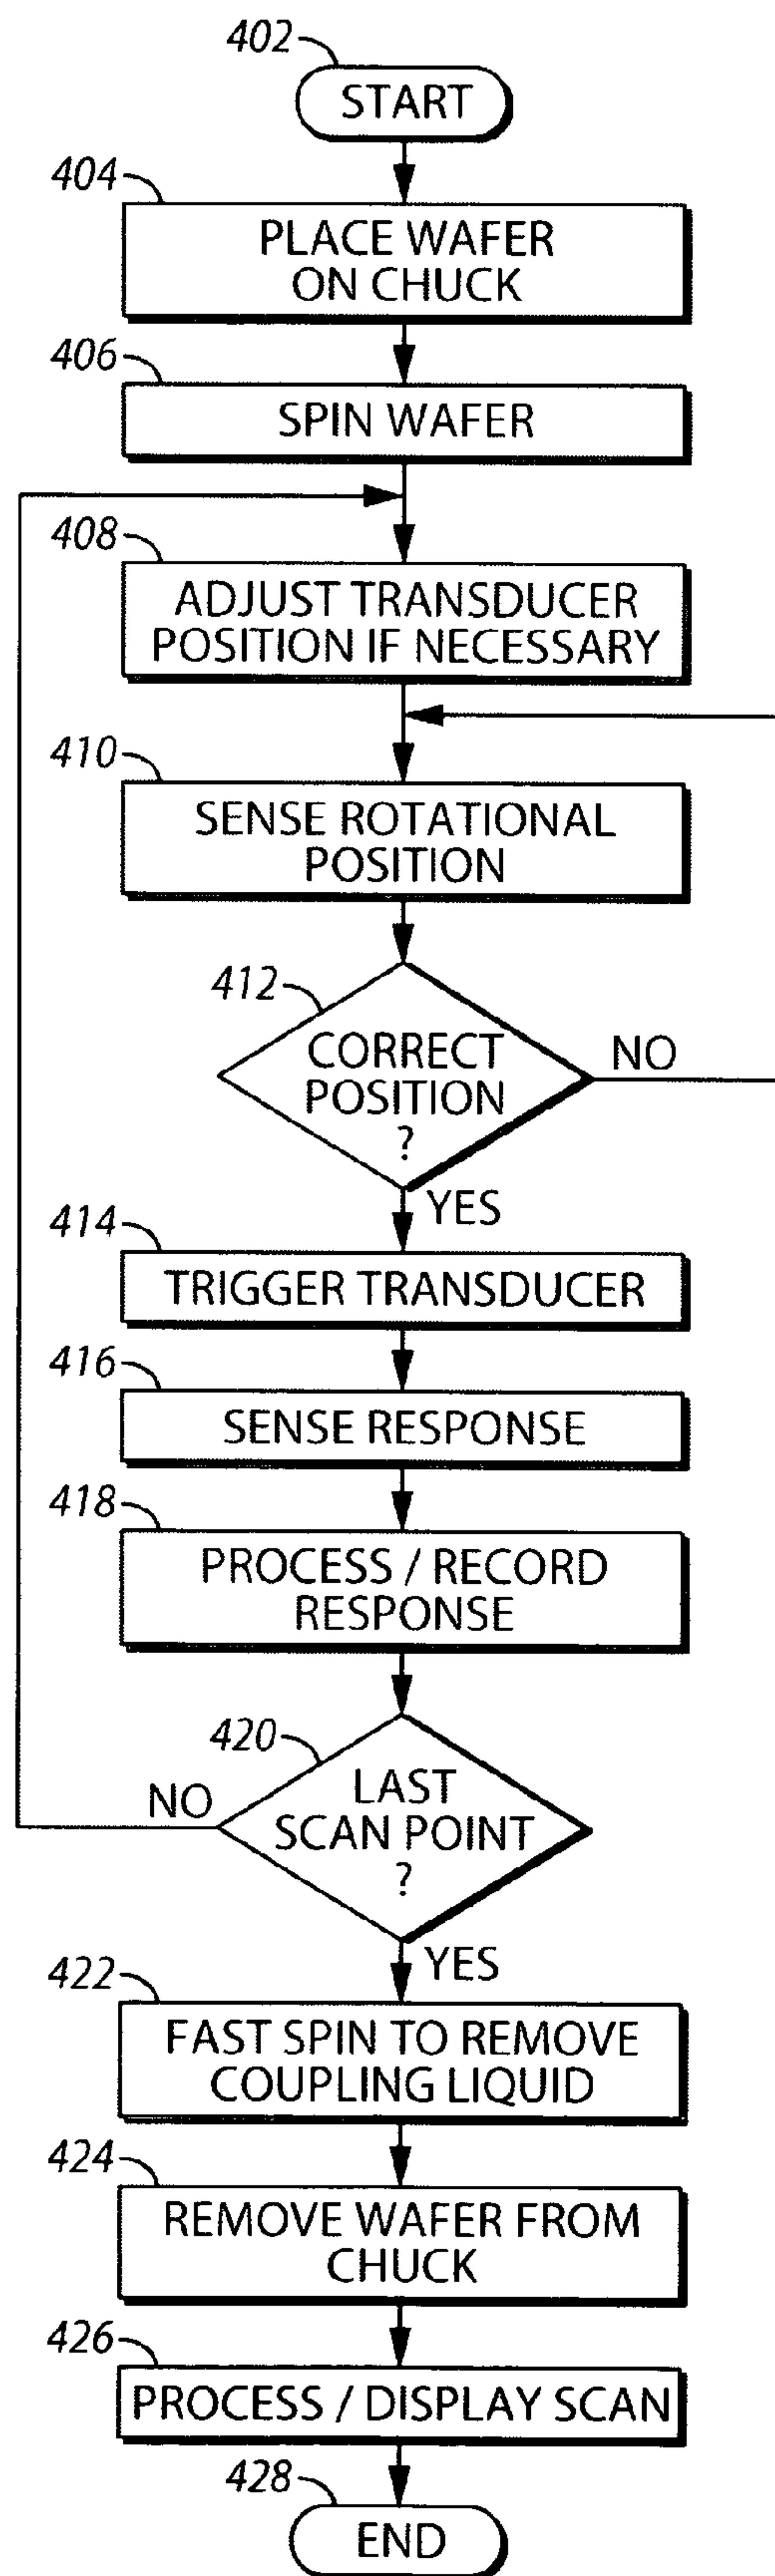 402
START
404
PLACE WAFER
ON CHUCK
406
SPIN WAFER
408
ADJUST TRANSDUCER
POSITION IF NECESSARY
410
SENSE ROTATIONAL
POSITION
412
CORRECT
POSITION
?
NO
YES
414
TRIGGER TRANSDUCER
416
SENSE RESPONSE
418
PROCESS / RECORD
RESPONSE
420
LAST
SCAN POINT
?
NO
YES
422
FAST SPIN TO REMOVE
COUPLING LIQUID
424
REMOVE WAFER FROM
CHUCK
426
PROCESS / DISPLAY SCAN
428
END